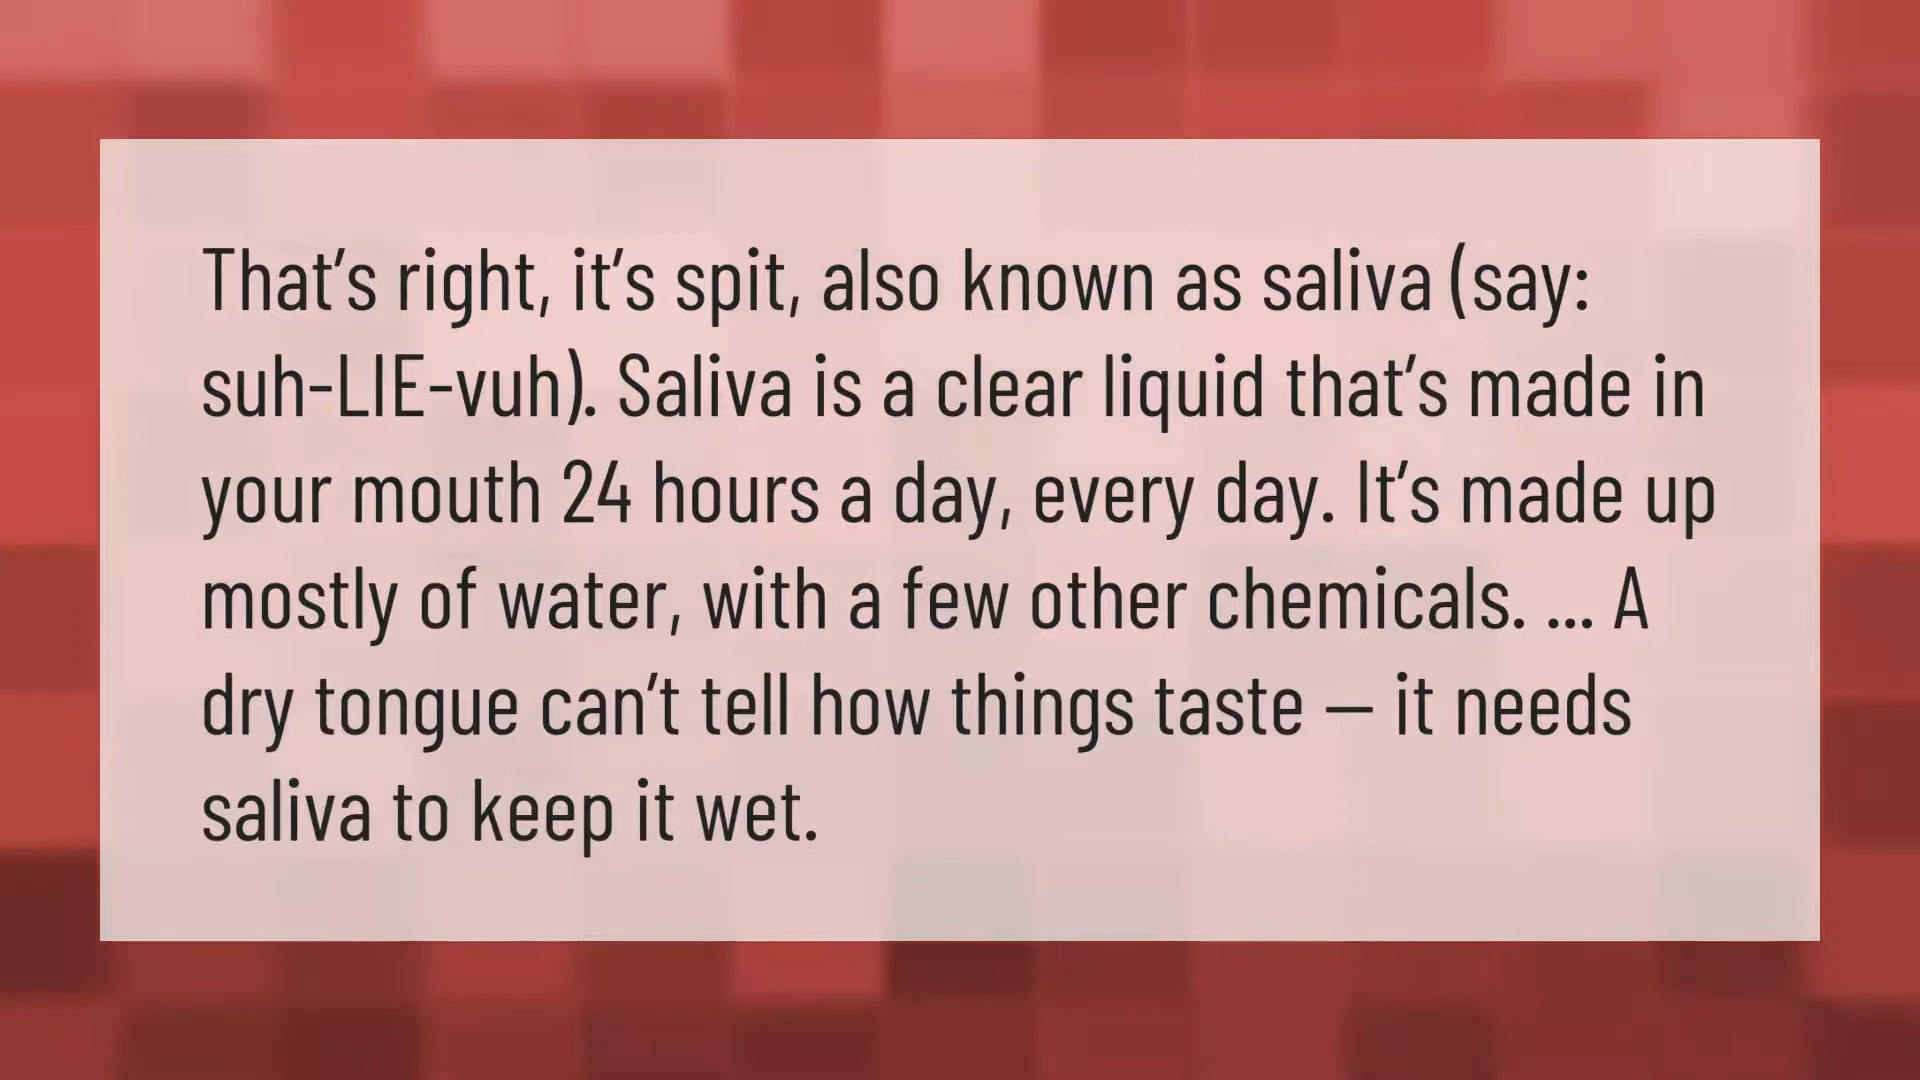 That’s right, it’s spit, also known as saliva (say:
suh-LIE-vuh). Saliva is a clear liquid that’s made in
your mouth 24 hours a day, every day. It’s made up
mostly of water, with a few other chemicals. ... A
dry tongue can’t tell how things taste — it needs
saliva to keep it wet.